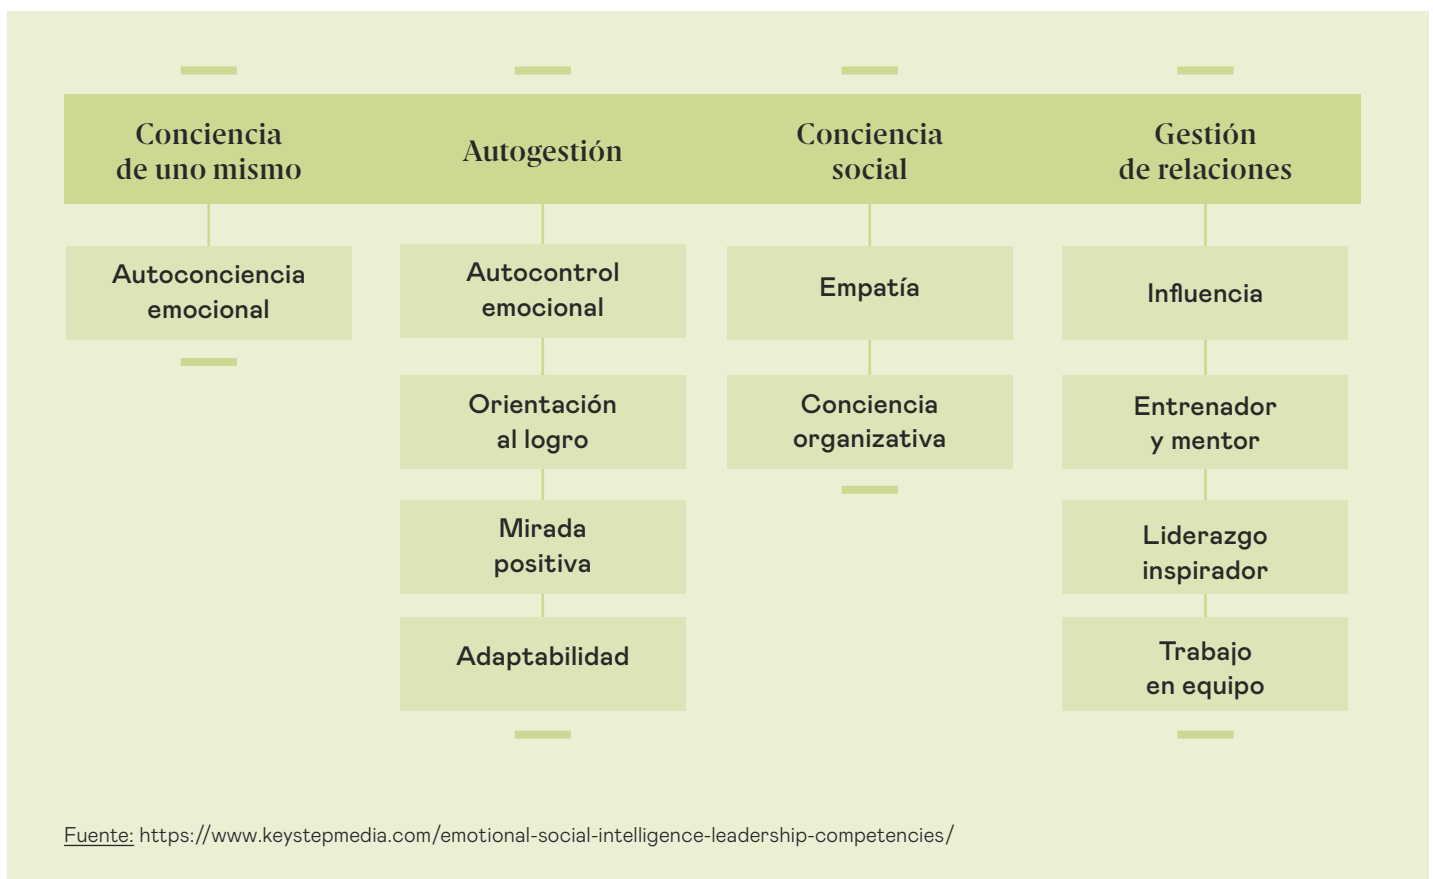 Conciencia
de uno mismo
Autogestión
Conciencia
social
Gestión
de relaciones
Autoconciencia
emocional
Autocontrol
emocional
Orientación
al logro
Mirada
positiva
Adaptabilidad
Empatía
Conciencia
organizativa
Influencia
Entrenador
y mentor
Liderazgo
inspirador
Trabajo
en equipo
Fuente: https://www.keystepmedia.com/emotional-social-intelligence-leadership-competencies/